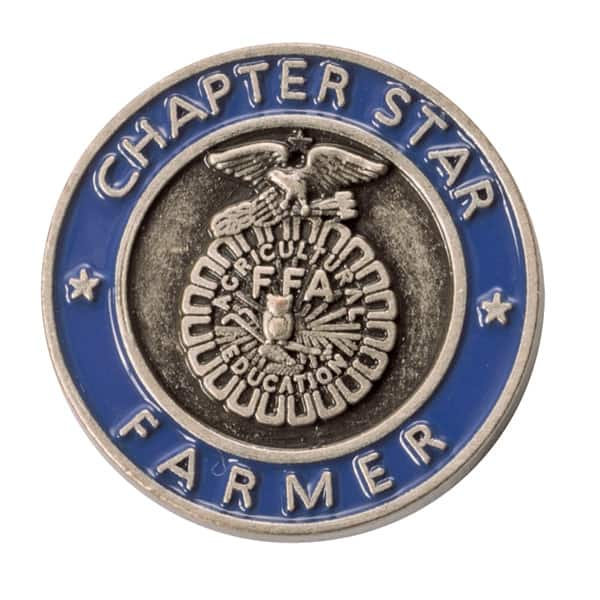 CHAPTER STAR
FARMER
AGRICULTURAL
FFA
EDUCATION